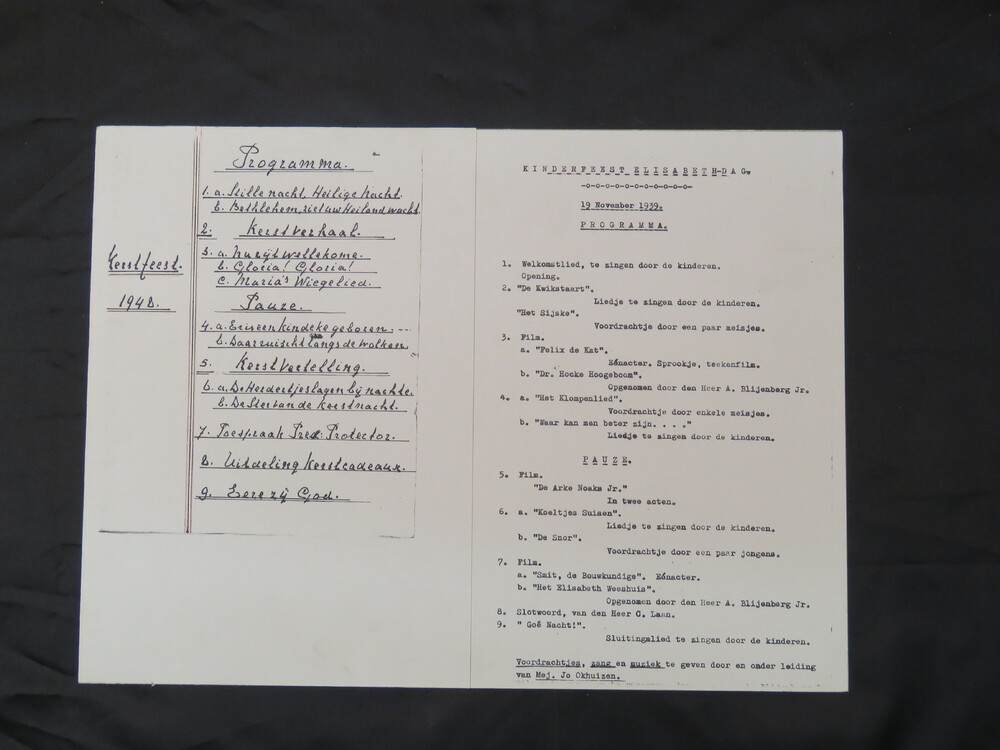 Kerstfeest.
1948.
Programma.
1. a. Stille nacht, Heilige Nacht.
b. Bethlehem, ziet uw Heiland wacht.
2. Kerstverhaal.
3. a. Nu zijt wellekome.
b. Gloria! Gloria!
c. Maria's Wiegelied.
Pauze.
4. a. Er is een kindeke geboren ...
b. Daar ruischt langs de wolken.
5. Kerstvertelling.
6. a. De Herdertjes lagen bij nachte.
b. De Ster van de Kerstnacht.
7. Toespraak Pred. Protector.
8. Uitdeling Kerstcadeaux.
9. Eere zij God.
KINDERFEEST ELISABETH-DAG.
-o-o-o-o-o-o-o-o-o-o-o-
19 November 1939.
PROGRAMMA.
1. Welkomstlied, te zingen door de kinderen.
Opening.
2. "De Kwikstaart".
Liedje te zingen door de kinderen.
"Het Sijske".
Voordrachtje door een paar meisjes.
3. Film.
a. "Felix de Kat".
Eénacter. Sprookje, teekenfilm.
b. "Dr. Hocke Hoogeboom".
Opgenomen door den Heer A. Blijenberg Jr.
4. a. "Het Klompenlied".
Voordrachtje door enkele meisjes.
b. "Waar kan men beter zijn. . . ."
Liedje te zingen door de kinderen.
PAUZE.
5. Film.
"De Arke Noaks Jr."
In twee acten.
6. a. "Koeltjes Suisen".
Liedje te zingen door de kinderen.
b. "De Snor".
Voordrachtje door een paar jongens.
7. Film.
a. "Smit, de Bouwkundige". Eénacter.
b. "Het Elisabeth Weeshuis".
Opgenomen door den Heer A. Blijenberg Jr.
8. Slotwoord, van den Heer C. Laan.
9. " Goê Nacht!".
Sluitingslied te zingen door de kinderen.
Voordrachtjes, zang en muziek te geven door en onder leiding
van Mej. Jo Okhuizen.